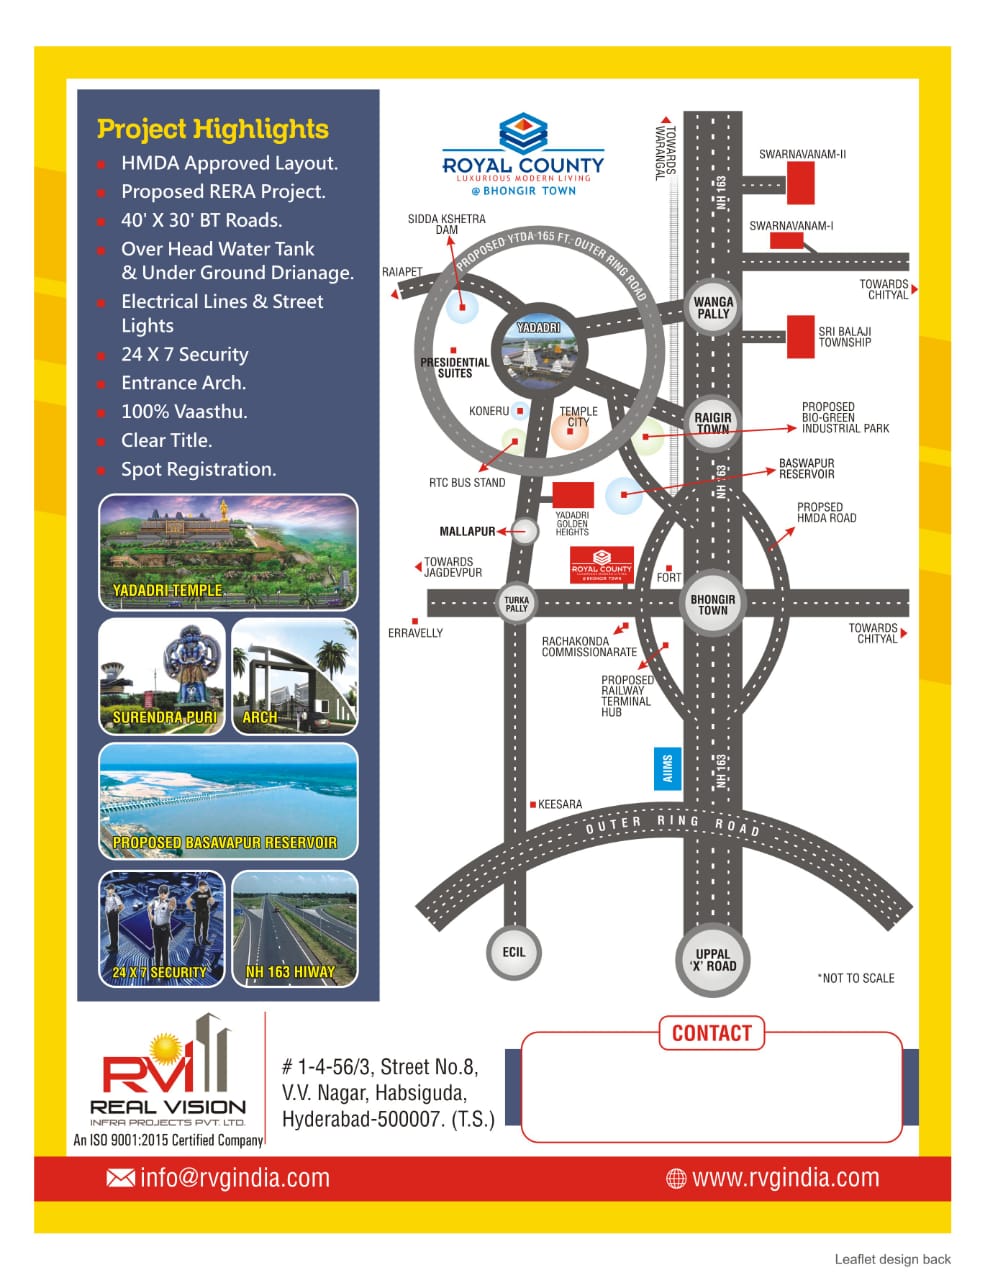 Project Highlights
HMDA Approved Layout.
Proposed RERA Project.
40' X 30' BT Roads.
Over Head Water Tank
& Under Ground Drianage.
Electrical Lines & Street
Lights
24 X 7 Security
Entrance Arch.
100% Vaasthu.
Clear Title.
Spot Registration.
YADADRI TEMPLE
SURENDRA PURI
ARCH
PROPOSED BASAVAPUR RESERVOIR
24 X 7 SECURITY
NH 163 HIWAY
ROYAL COUNTY
LUXURIOUS MODERN LIVING
@ BHONGIR TOWN
TOWARDS
WARANGAL
NH 163
SWARNAVANAM-II
SWARNAVANAM-I
TOWARDS
CHITYAL
SIDDA KSHETRA
DAM
PROPOSED YTDA 165 FT. OUTER RING ROAD
RAIAPET
YADADRI
WANGA
PALLY
SRI BALAJI
TOWNSHIP
PRESIDENTIAL
SUITES
KONERU
TEMPLE
CITY
RAIGIR
TOWN
PROPOSED
BIO-GREEN
INDUSTRIAL PARK
RTC BUS STAND
NH 163
BASWAPUR
RESERVOIR
YADADRI
GOLDEN
HEIGHTS
PROPSED
HMDA ROAD
MALLAPUR
TOWARDS
JAGDEVPUR
ROYAL COUNTY
LUXURIOUS MODERN LIVING
@ BHONGIR TOWN
FORT
TURKA
PALLY
BHONGIR
TOWN
ERRAVELLY
RACHAKONDA
COMMISSIONARATE
TOWARDS
CHITYAL
PROPOSED
RAILWAY
TERMINAL
HUB
AIIMS
NH 163
KEESARA
OUTER RING ROAD
ECIL
UPPAL
'X' ROAD
*NOT TO SCALE
RVI
REAL VISION
INFRA PROJECTS PVT. LTD.
An ISO 9001:2015 Certified Company
# 1-4-56/3, Street No.8,
V.V. Nagar, Habsiguda,
Hyderabad-500007. (T.S.)
CONTACT
info@rvgindia.com
www.rvgindia.com
Leaflet design back